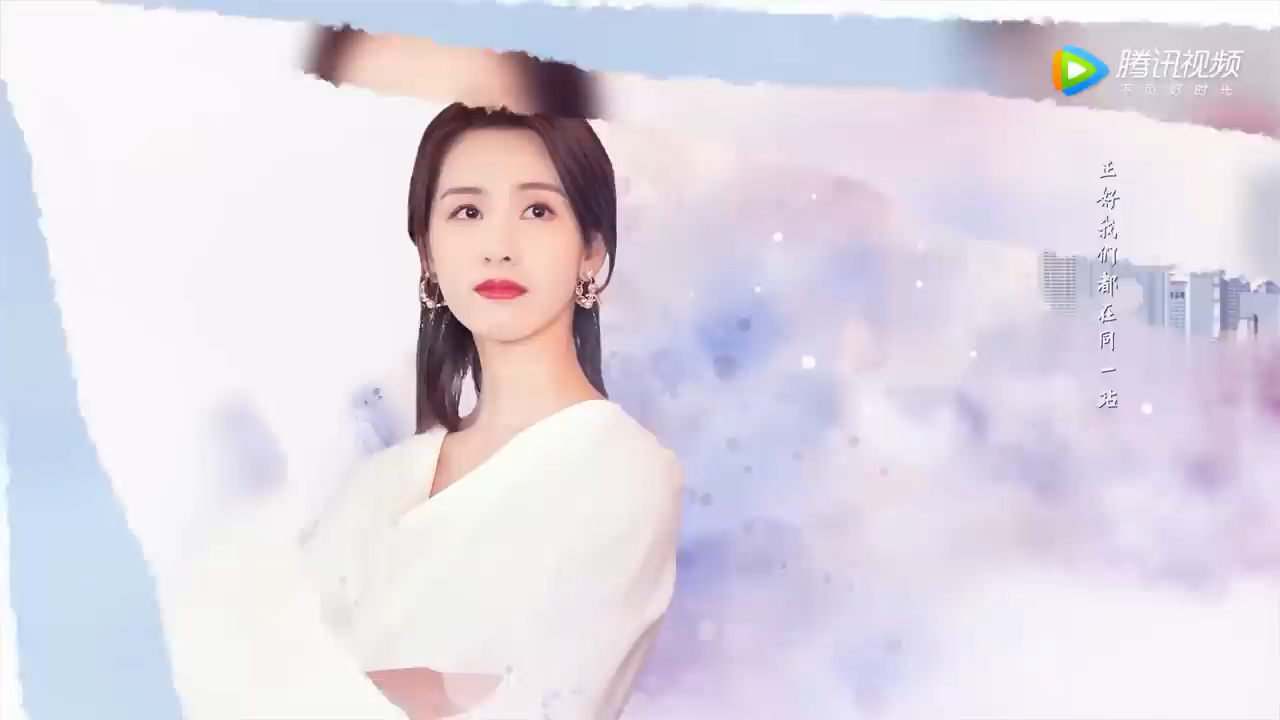 腾讯视频
不负好时光
正好我们都在同一站